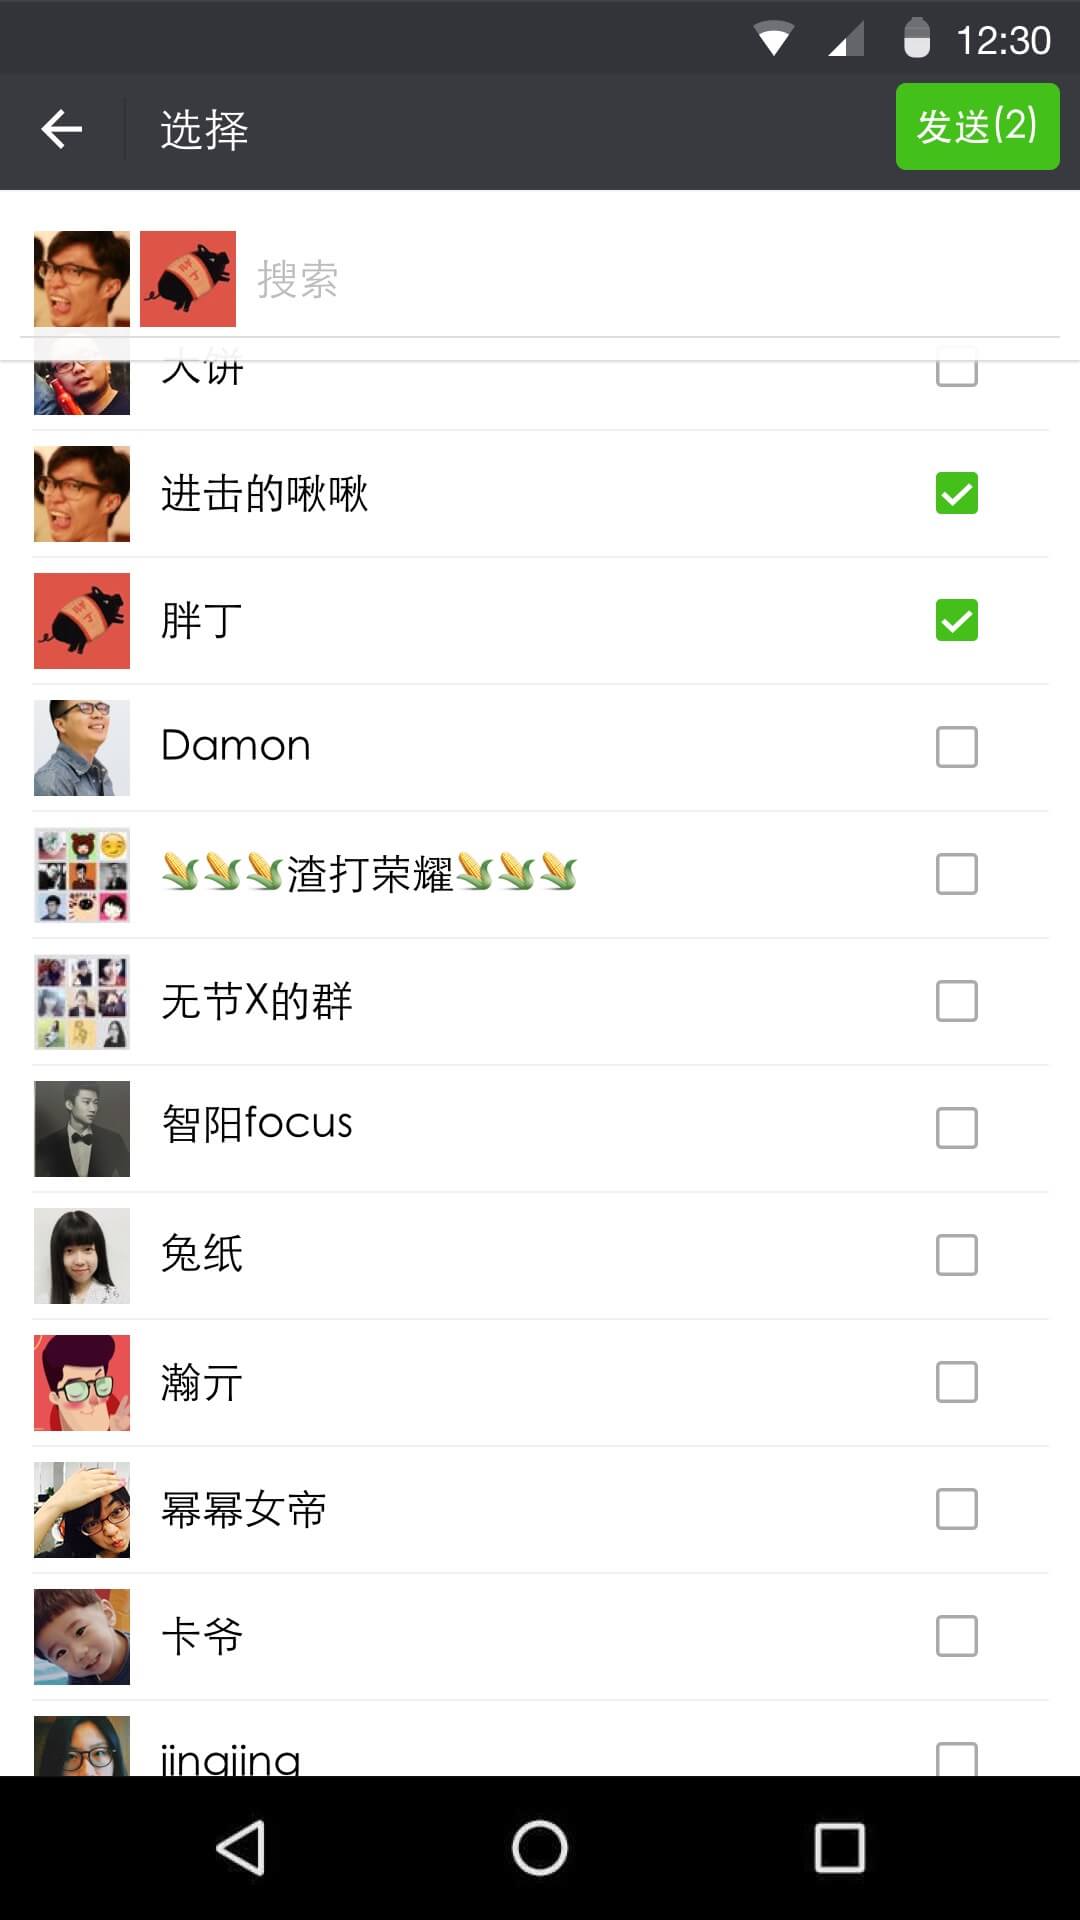 12:30
选择
发送(2)
搜索
大饼
进击的啾啾
胖丁
Damon
🌽🌽🌽渣打荣耀🌽🌽🌽
无节X的群
智阳focus
兔纸
瀚亓
幂幂女帝
卡爷
jingjing